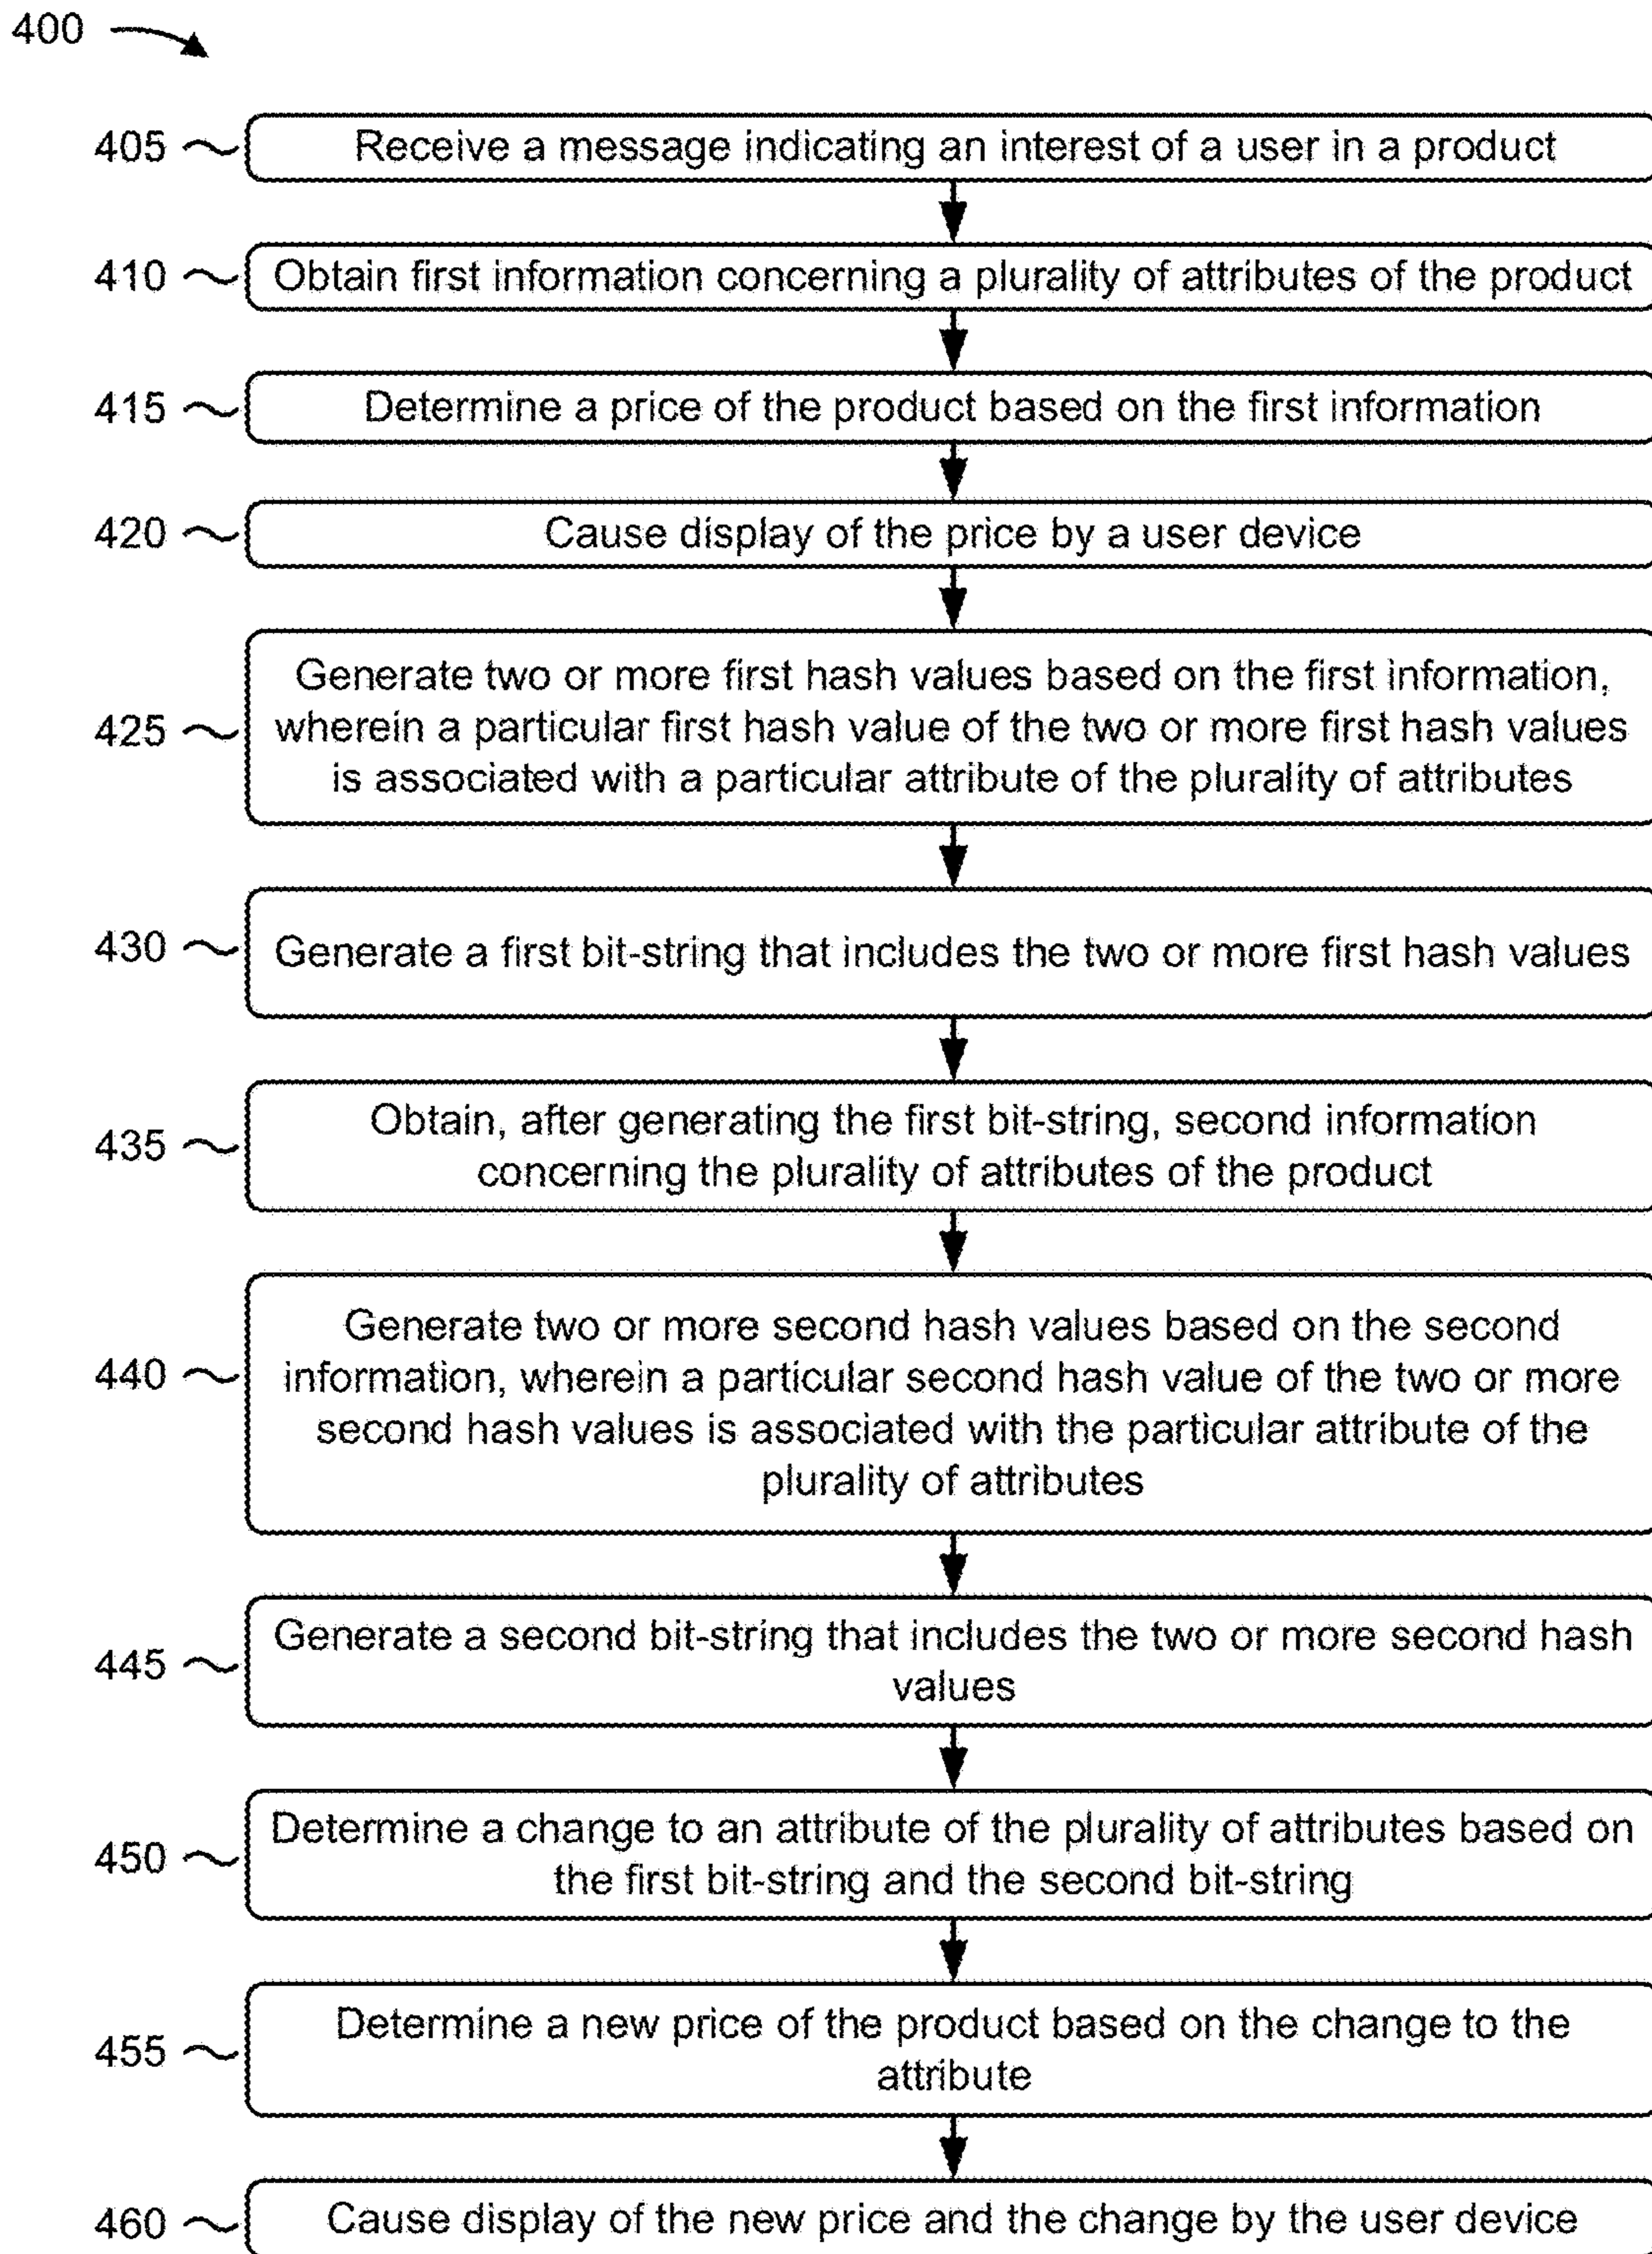 400
405 Receive a message indicating an interest of a user in a product
410 Obtain first information concerning a plurality of attributes of the product
415 Determine a price of the product based on the first information
420 Cause display of the price by a user device
Generate two or more first hash values based on the first information,
425 wherein a particular first hash value of the two or more first hash values
is associated with a particular attribute of the plurality of attributes
430 Generate a first bit-string that includes the two or more first hash values
435 Obtain, after generating the first bit-string, second information
concerning the plurality of attributes of the product
Generate two or more second hash values based on the second
440 information, wherein a particular second hash value of the two or more
second hash values is associated with the particular attribute of the
plurality of attributes
445 Generate a second bit-string that includes the two or more second hash
values
450 Determine a change to an attribute of the plurality of attributes based on
the first bit-string and the second bit-string
455 Determine a new price of the product based on the change to the
attribute
460 Cause display of the new price and the change by the user device